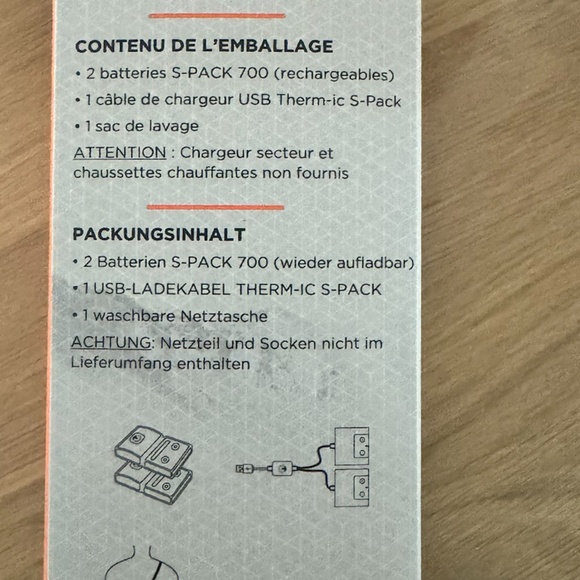 CONTENU DE L'EMBALLAGE
• 2 batteries S-PACK 700 (rechargeables)
• 1 câble de chargeur USB Therm-ic S-Pack
• 1 sac de lavage
ATTENTION : Chargeur secteur et
chaussettes chauffantes non fournis
PACKUNGSINHALT
• 2 Batterien S-PACK 700 (wieder aufladbar)
• 1 USB-LADEKABEL THERM-IC S-PACK
• 1 waschbare Netztasche
ACHTUNG: Netzteil und Socken nicht im
Lieferumfang enthalten